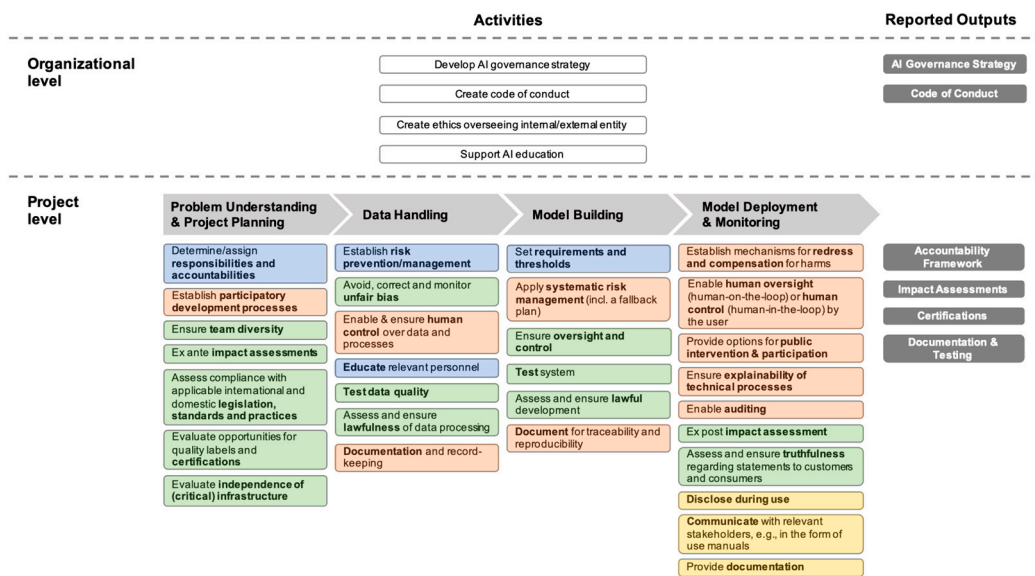 Activities
Reported Outputs
Organizational
level
Develop AI governance strategy
Create code of conduct
Create ethics overseeing internal/external entity
Support AI education
AI Governance Strategy
Code of Conduct
Project
level
Problem Understanding
& Project Planning
Determine/assign
responsibilities and
accountabilities
Establish participatory
development processes
Ensure team diversity
Ex ante impact assessments
Assess compliance with
applicable international and
domestic legislation,
standards and practices
Evaluate opportunities for
quality labels and
certifications
Evaluate independence of
(critical) infrastructure
Data Handling
Establish risk
prevention/management
Avoid, correct and monitor
unfair bias
Enable & ensure human
control over data and
processes
Educate relevant personnel
Test data quality
Assess and ensure
lawfulness of data processing
Documentation and record-
keeping
Model Building
Set requirements and
thresholds
Apply systematic risk
management (incl. a fallback
plan)
Ensure oversight and
control
Test system
Assess and ensure lawful
development
Document for traceability and
reproducibility
Model Deployment
& Monitoring
Establish mechanisms for redress
and compensation for harms
Enable human oversight
(human-on-the-loop) or human
control (human-in-the-loop) by
the user
Provide options for public
intervention & participation
Ensure explainability of
technical processes
Enable auditing
Ex post impact assessment
Assess and ensure truthfulness
regarding statements to customers
and consumers
Disclose during use
Communicate with relevant
stakeholders, e.g., in the form of
use manuals
Provide documentation
Accountability
Framework
Impact Assessments
Certifications
Documentation &
Testing